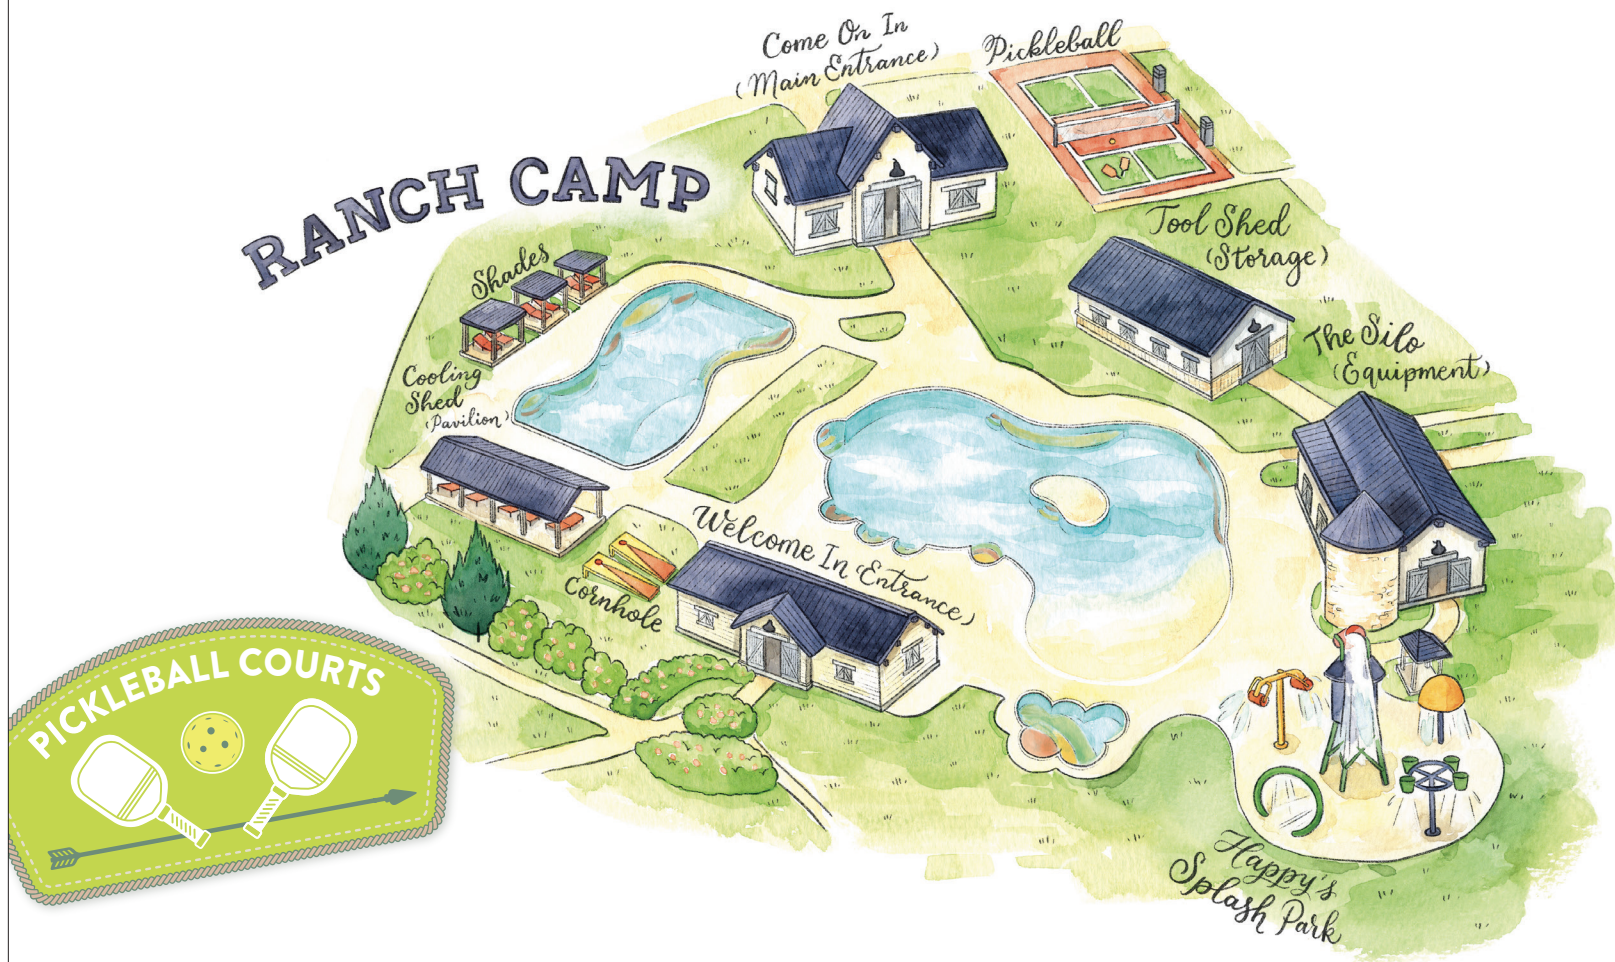 Come On In
(Main Entrance)
Pickleball
RANCH CAMP
Tool Shed
(Storage)
Shades
The Silo
(Equipment)
Cooling
Shed
(Pavilion)
Welcome In (Entrance)
Cornhole
PICKLEBALL COURTS
Happy's
Splash Park